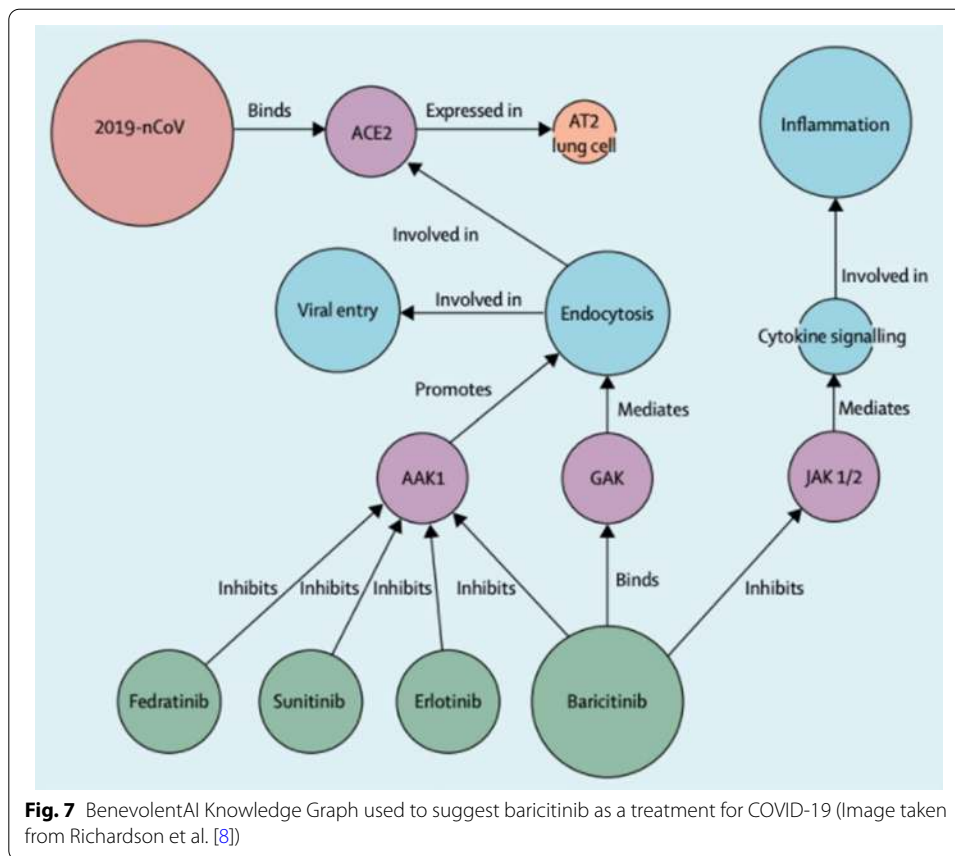 2019-nCoV
Binds
ACE2
Expressed in
AT2
lung cell
Inflammation
Involved in
Viral entry
Involved in
Endocytosis
Involved in
Cytokine signalling
Promotes
Mediates
Mediates
AAK1
GAK
JAK 1/2
Inhibits
Inhibits
Inhibits
Inhibits
Binds
Inhibits
Fedratinib
Sunitinib
Erlotinib
Baricitinib
Fig. 7 BenevolentAI Knowledge Graph used to suggest baricitinib as a treatment for COVID-19 (Image taken
from Richardson et al. [8])